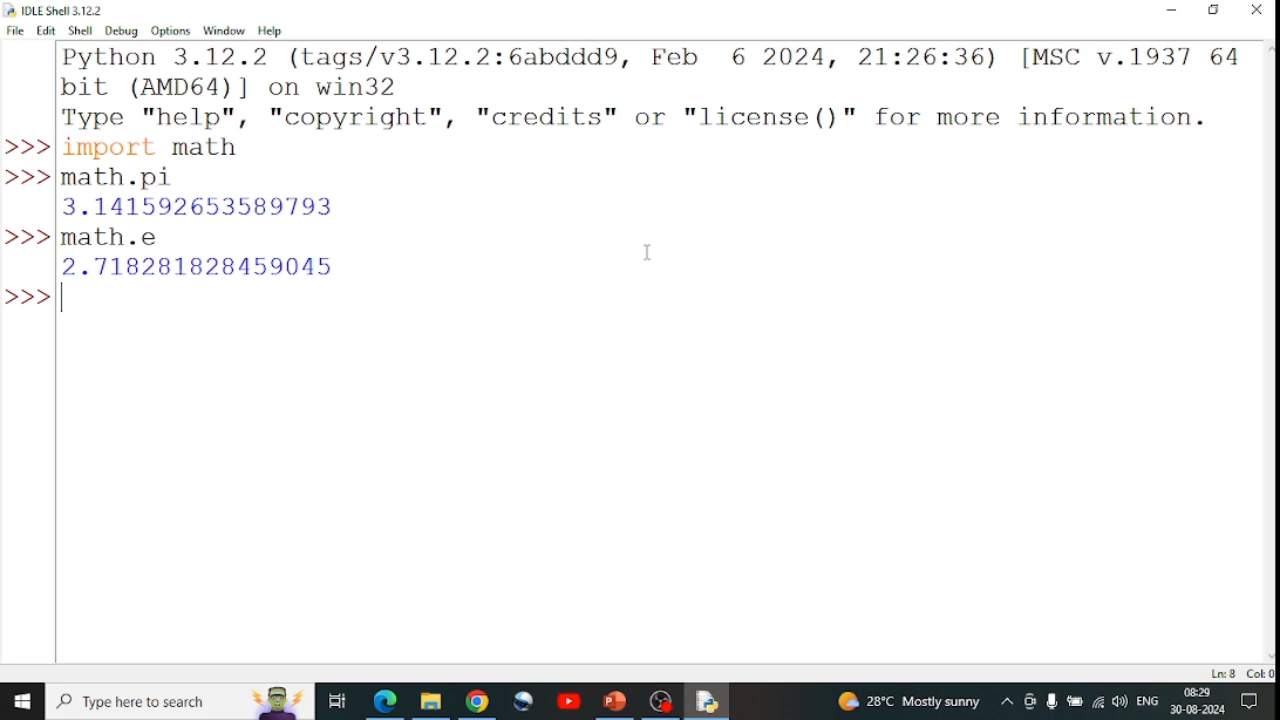 IDLE Shell 3.12.2
File Edit Shell Debug Options Window Help
Python 3.12.2 (tags/v3.12.2:6abddd9, Feb  6 2024, 21:26:36) [MSC v.1937 64
bit (AMD64)] on win32
Type "help", "copyright", "credits" or "license()" for more information.
>>> import math
>>> math.pi
3.141592653589793
>>> math.e
2.718281828459045
>>>
Ln: 8 Col: 0
Type here to search
28°C Mostly sunny
ENG
08:29
30-08-2024